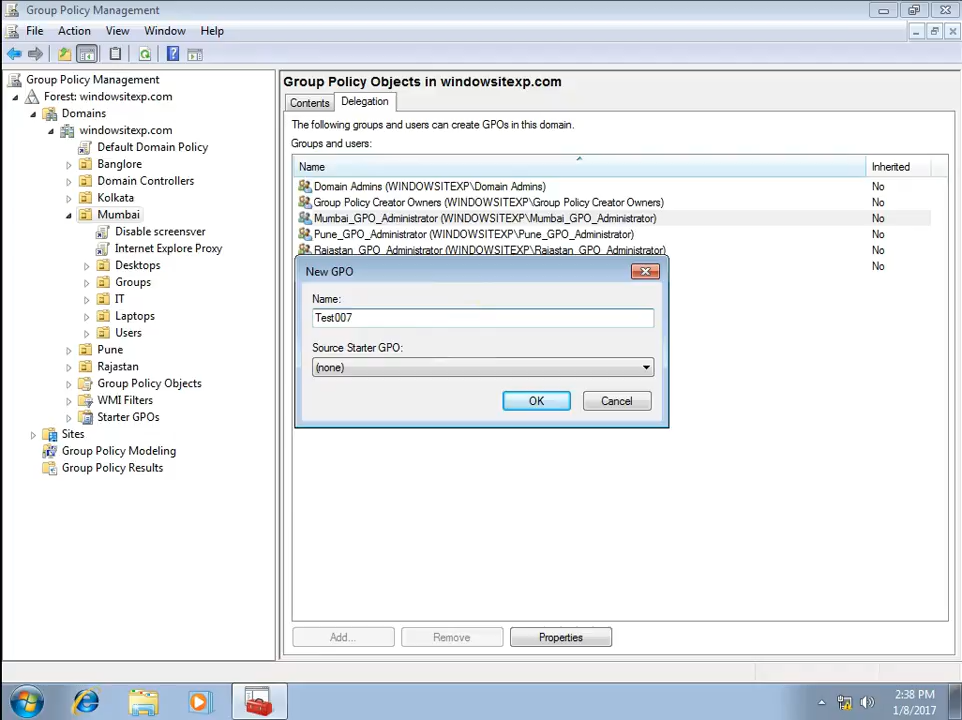 Group Policy Management
File Action View Window Help
Group Policy Management
Forest: windowsitexp.com
Domains
windowsitexp.com
Default Domain Policy
Banglore
Domain Controllers
Kolkata
Mumbai
Disable screensver
Internet Explore Proxy
Desktops
Groups
IT
Laptops
Users
Pune
Rajastan
Group Policy Objects
WMI Filters
Starter GPOs
Sites
Group Policy Modeling
Group Policy Results
Group Policy Objects in windowsitexp.com
Contents Delegation
The following groups and users can create GPOs in this domain.
Groups and users:
Name Inherited
Domain Admins (WINDOWSITEXP\Domain Admins) No
Group Policy Creator Owners (WINDOWSITEXP\Group Policy Creator Owners) No
Mumbai_GPO_Administrator (WINDOWSITEXP\Mumbai_GPO_Administrator) No
Pune_GPO_Administrator (WINDOWSITEXP\Pune_GPO_Administrator) No
Rajastan_GPO_Administrator (WINDOWSITEXP\Rajastan_GPO_Administrator) No
No
New GPO
Name:
Test007
Source Starter GPO:
(none)
OK Cancel
Add... Remove Properties
2:38 PM
1/8/2017